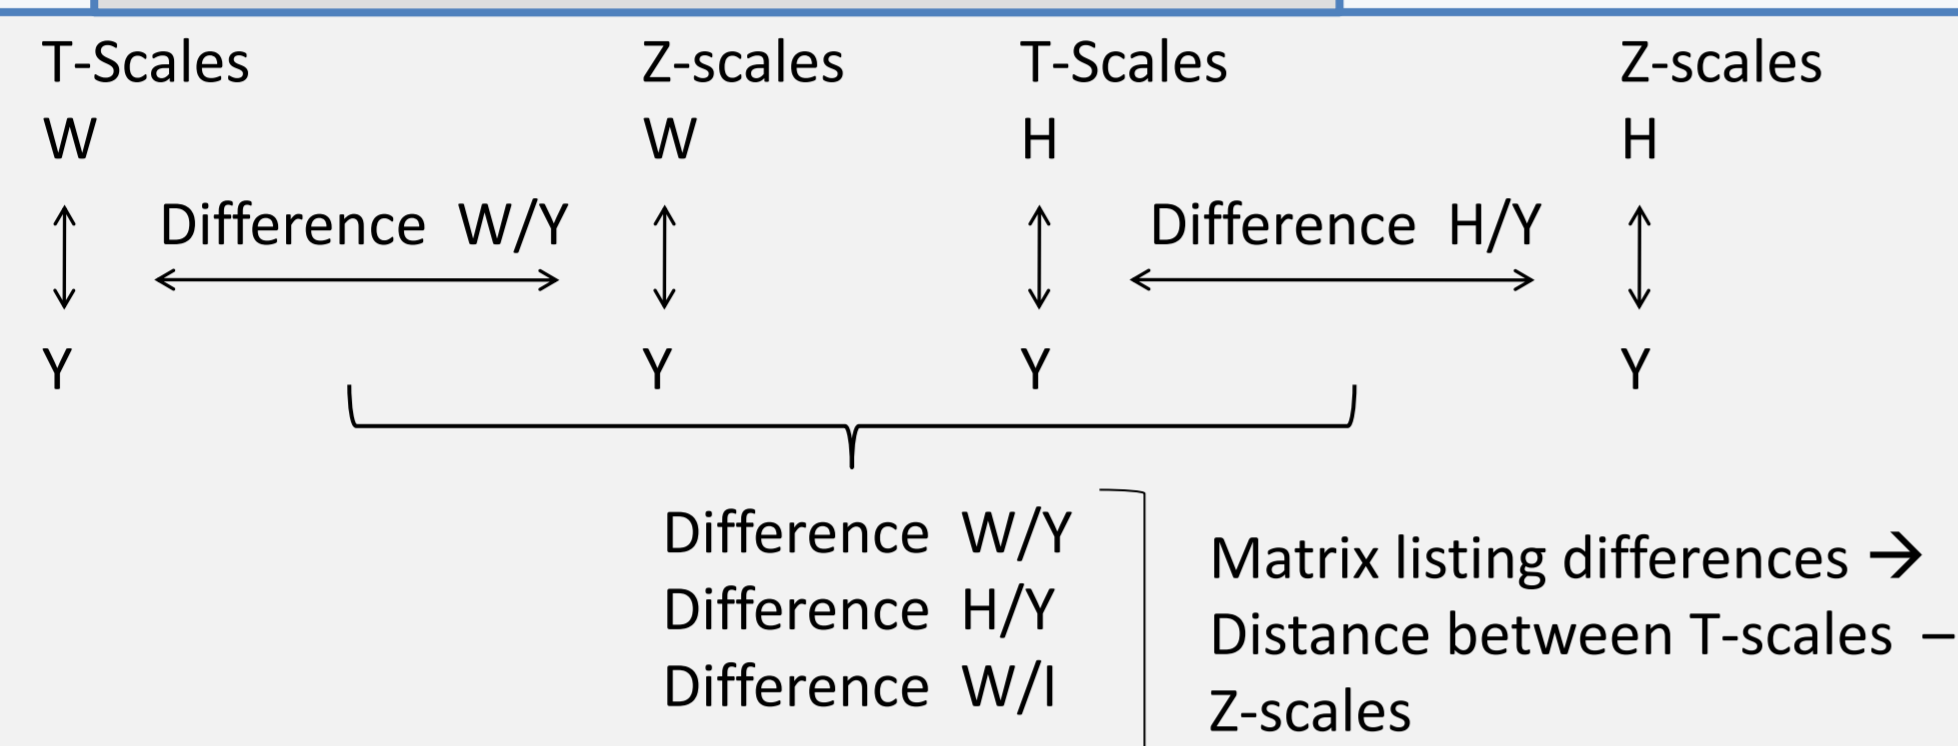 T-Scales Z-scales T-Scales Z-scales
W W H H
Difference W/Y Difference H/Y
Y Y Y Y
Difference W/Y
Difference H/Y
Difference W/I
Matrix listing differences →
Distance between T-scales –
Z-scales